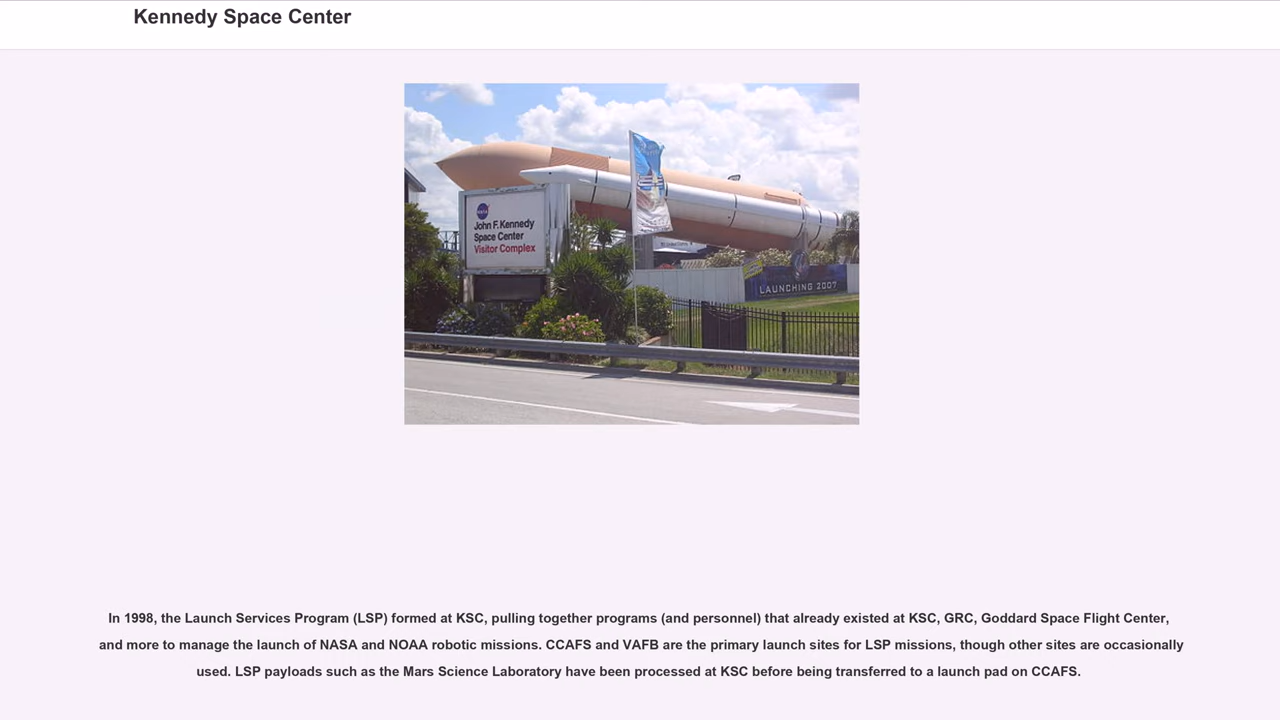 Kennedy Space Center
NASA
John F. Kennedy
Space Center
Visitor Complex
LAUNCHING 2007
In 1998, the Launch Services Program (LSP) formed at KSC, pulling together programs (and personnel) that already existed at KSC, GRC, Goddard Space Flight Center,
and more to manage the launch of NASA and NOAA robotic missions. CCAFS and VAFB are the primary launch sites for LSP missions, though other sites are occasionally
used. LSP payloads such as the Mars Science Laboratory have been processed at KSC before being transferred to a launch pad on CCAFS.